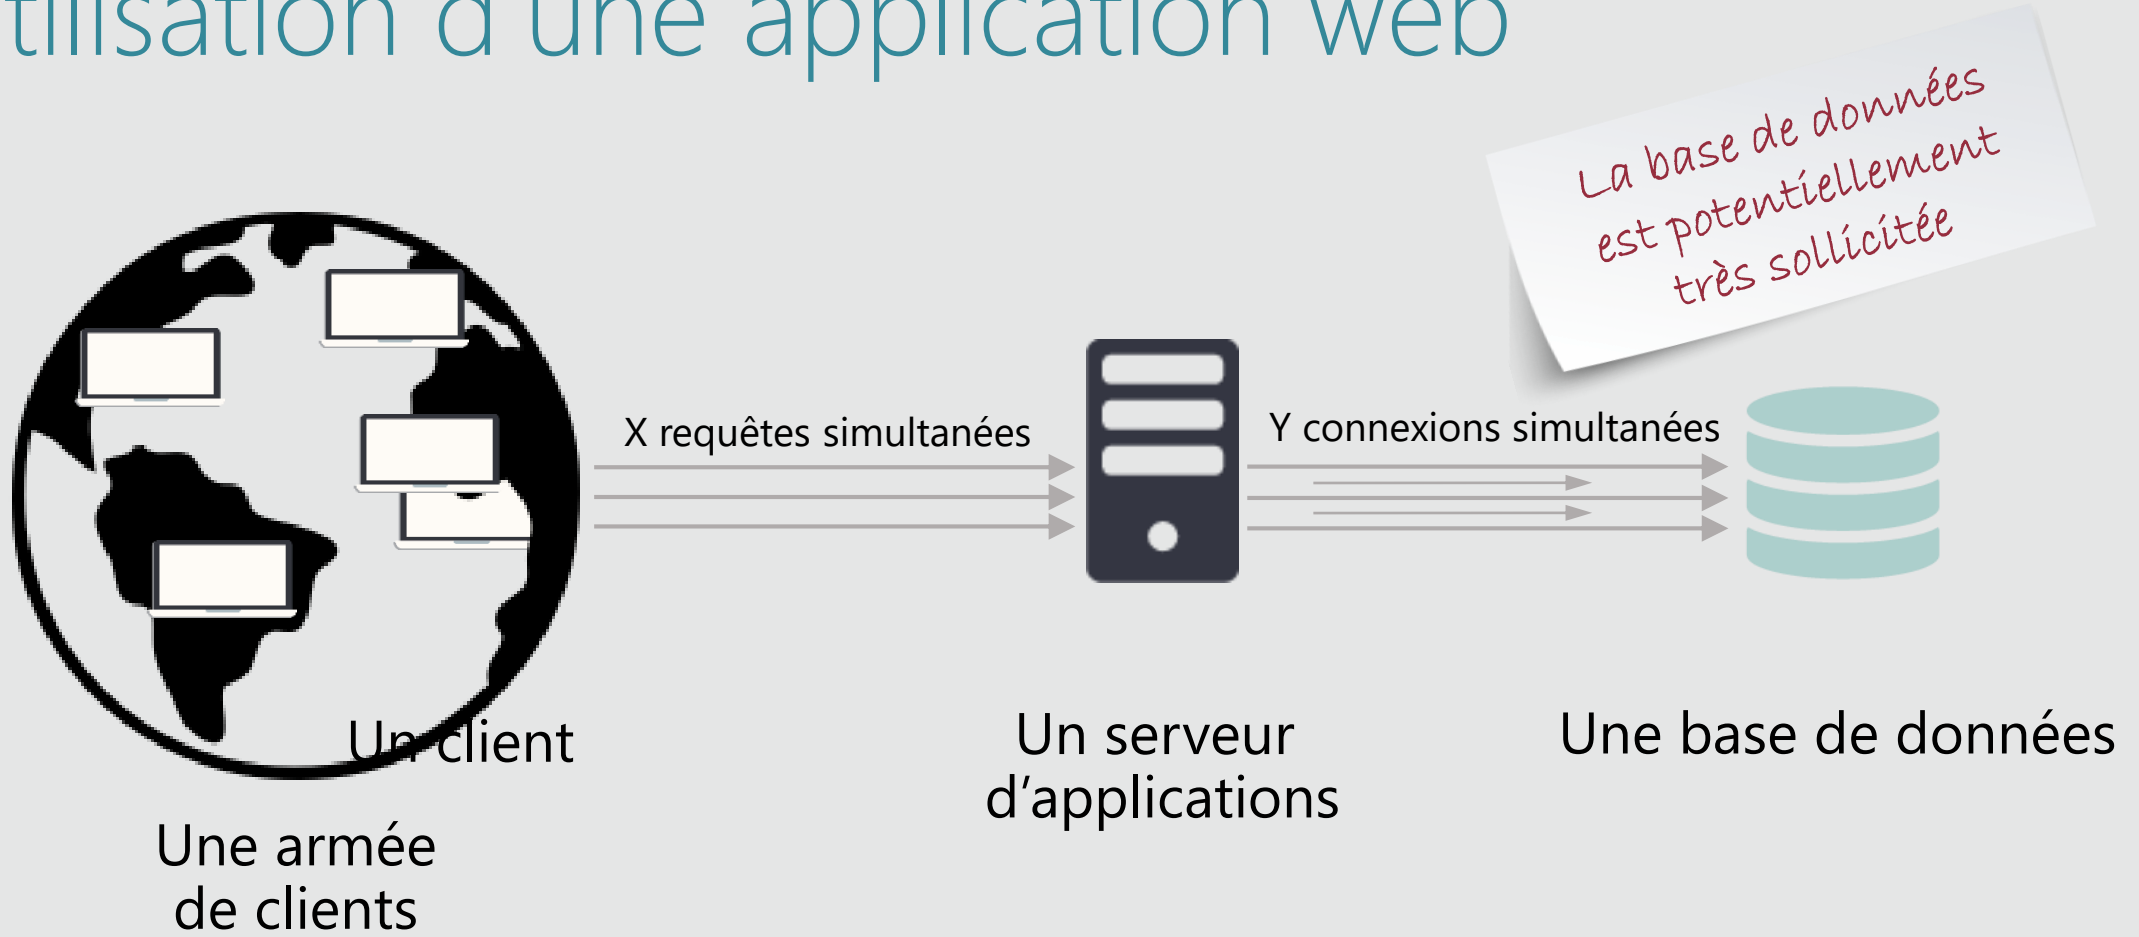 tilisation d'une application web
La base de données
est potentiellement
très sollicitée
X requêtes simultanées
Y connexions simultanées
Un client
Un serveur
d’applications
Une base de données
Une armée
de clients